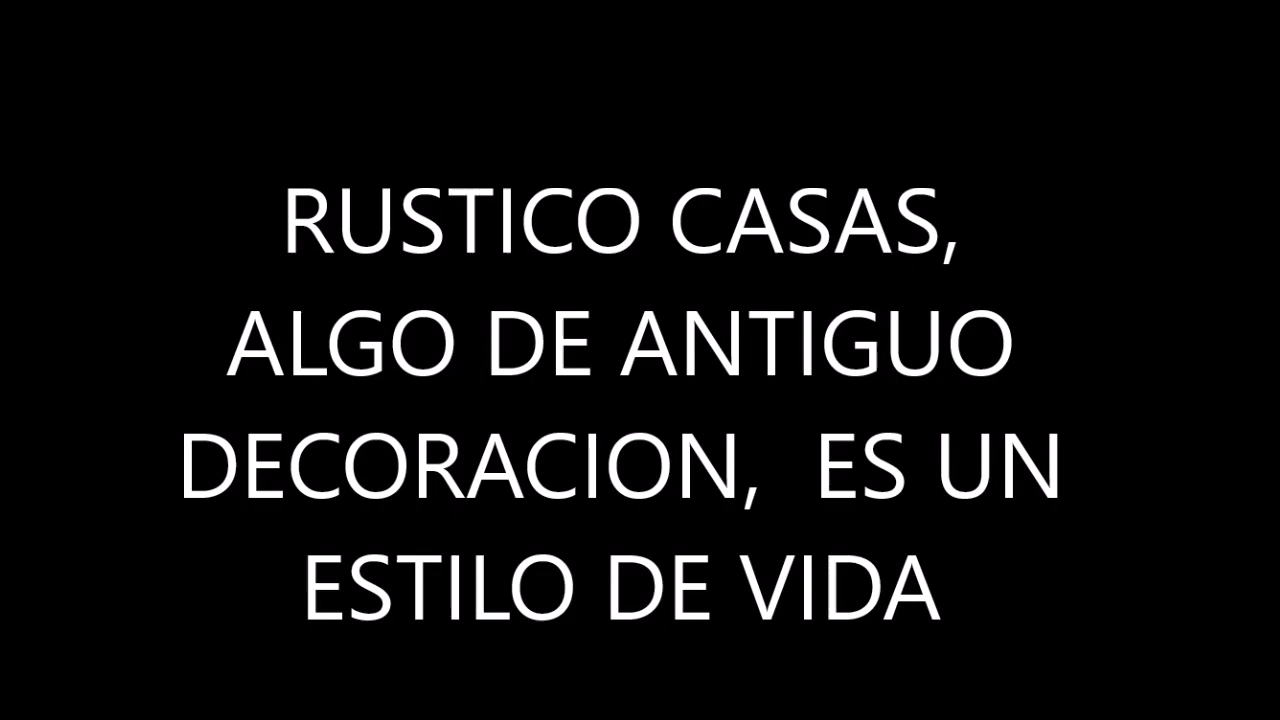 RUSTICO CASAS,
ALGO DE ANTIGUO
DECORACION,  ES UN
ESTILO DE VIDA